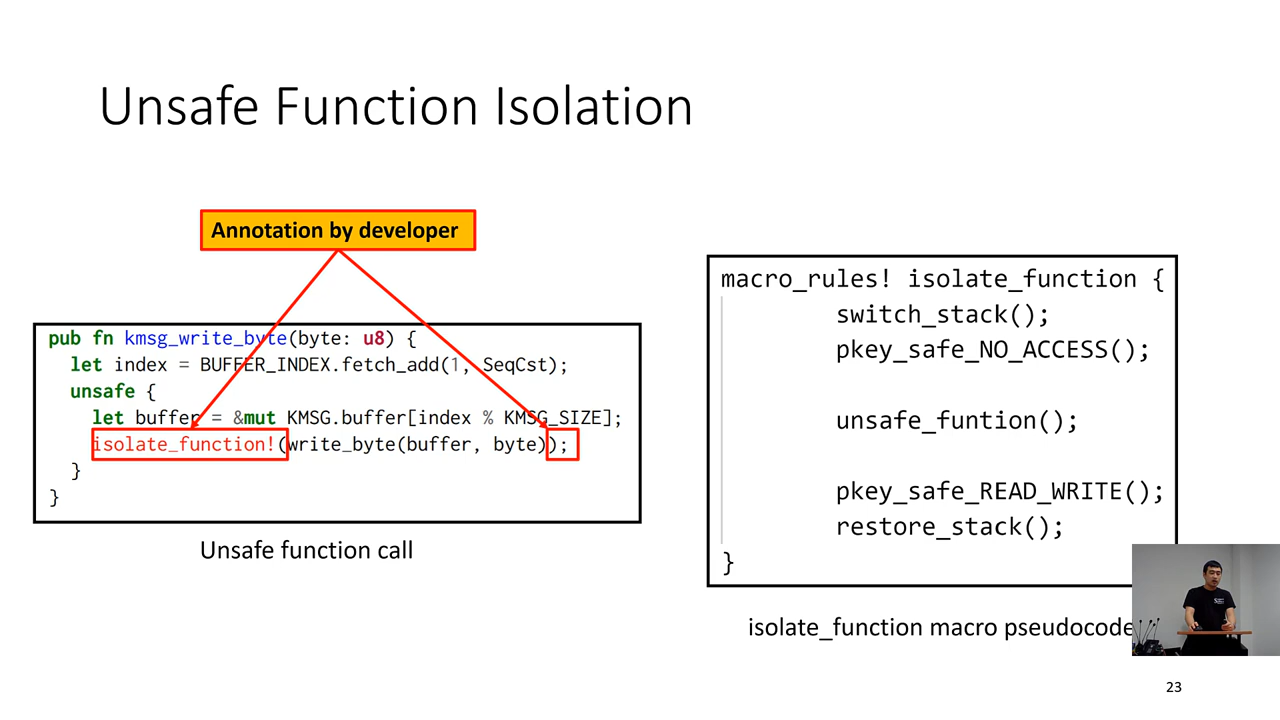 Unsafe Function Isolation
Annotation by developer
pub fn kmsg_write_byte(byte: u8) {
let index = BUFFER_INDEX.fetch_add(1, SeqCst);
unsafe {
let buffer = &mut KMSG.buffer[index % KMSG_SIZE];
isolate_function!(write_byte(buffer, byte));
}
}
Unsafe function call
macro_rules! isolate_function {
switch_stack();
pkey_safe_NO_ACCESS();
unsafe_funtion();
pkey_safe_READ_WRITE();
restore_stack();
}
isolate_function macro pseudocode
23